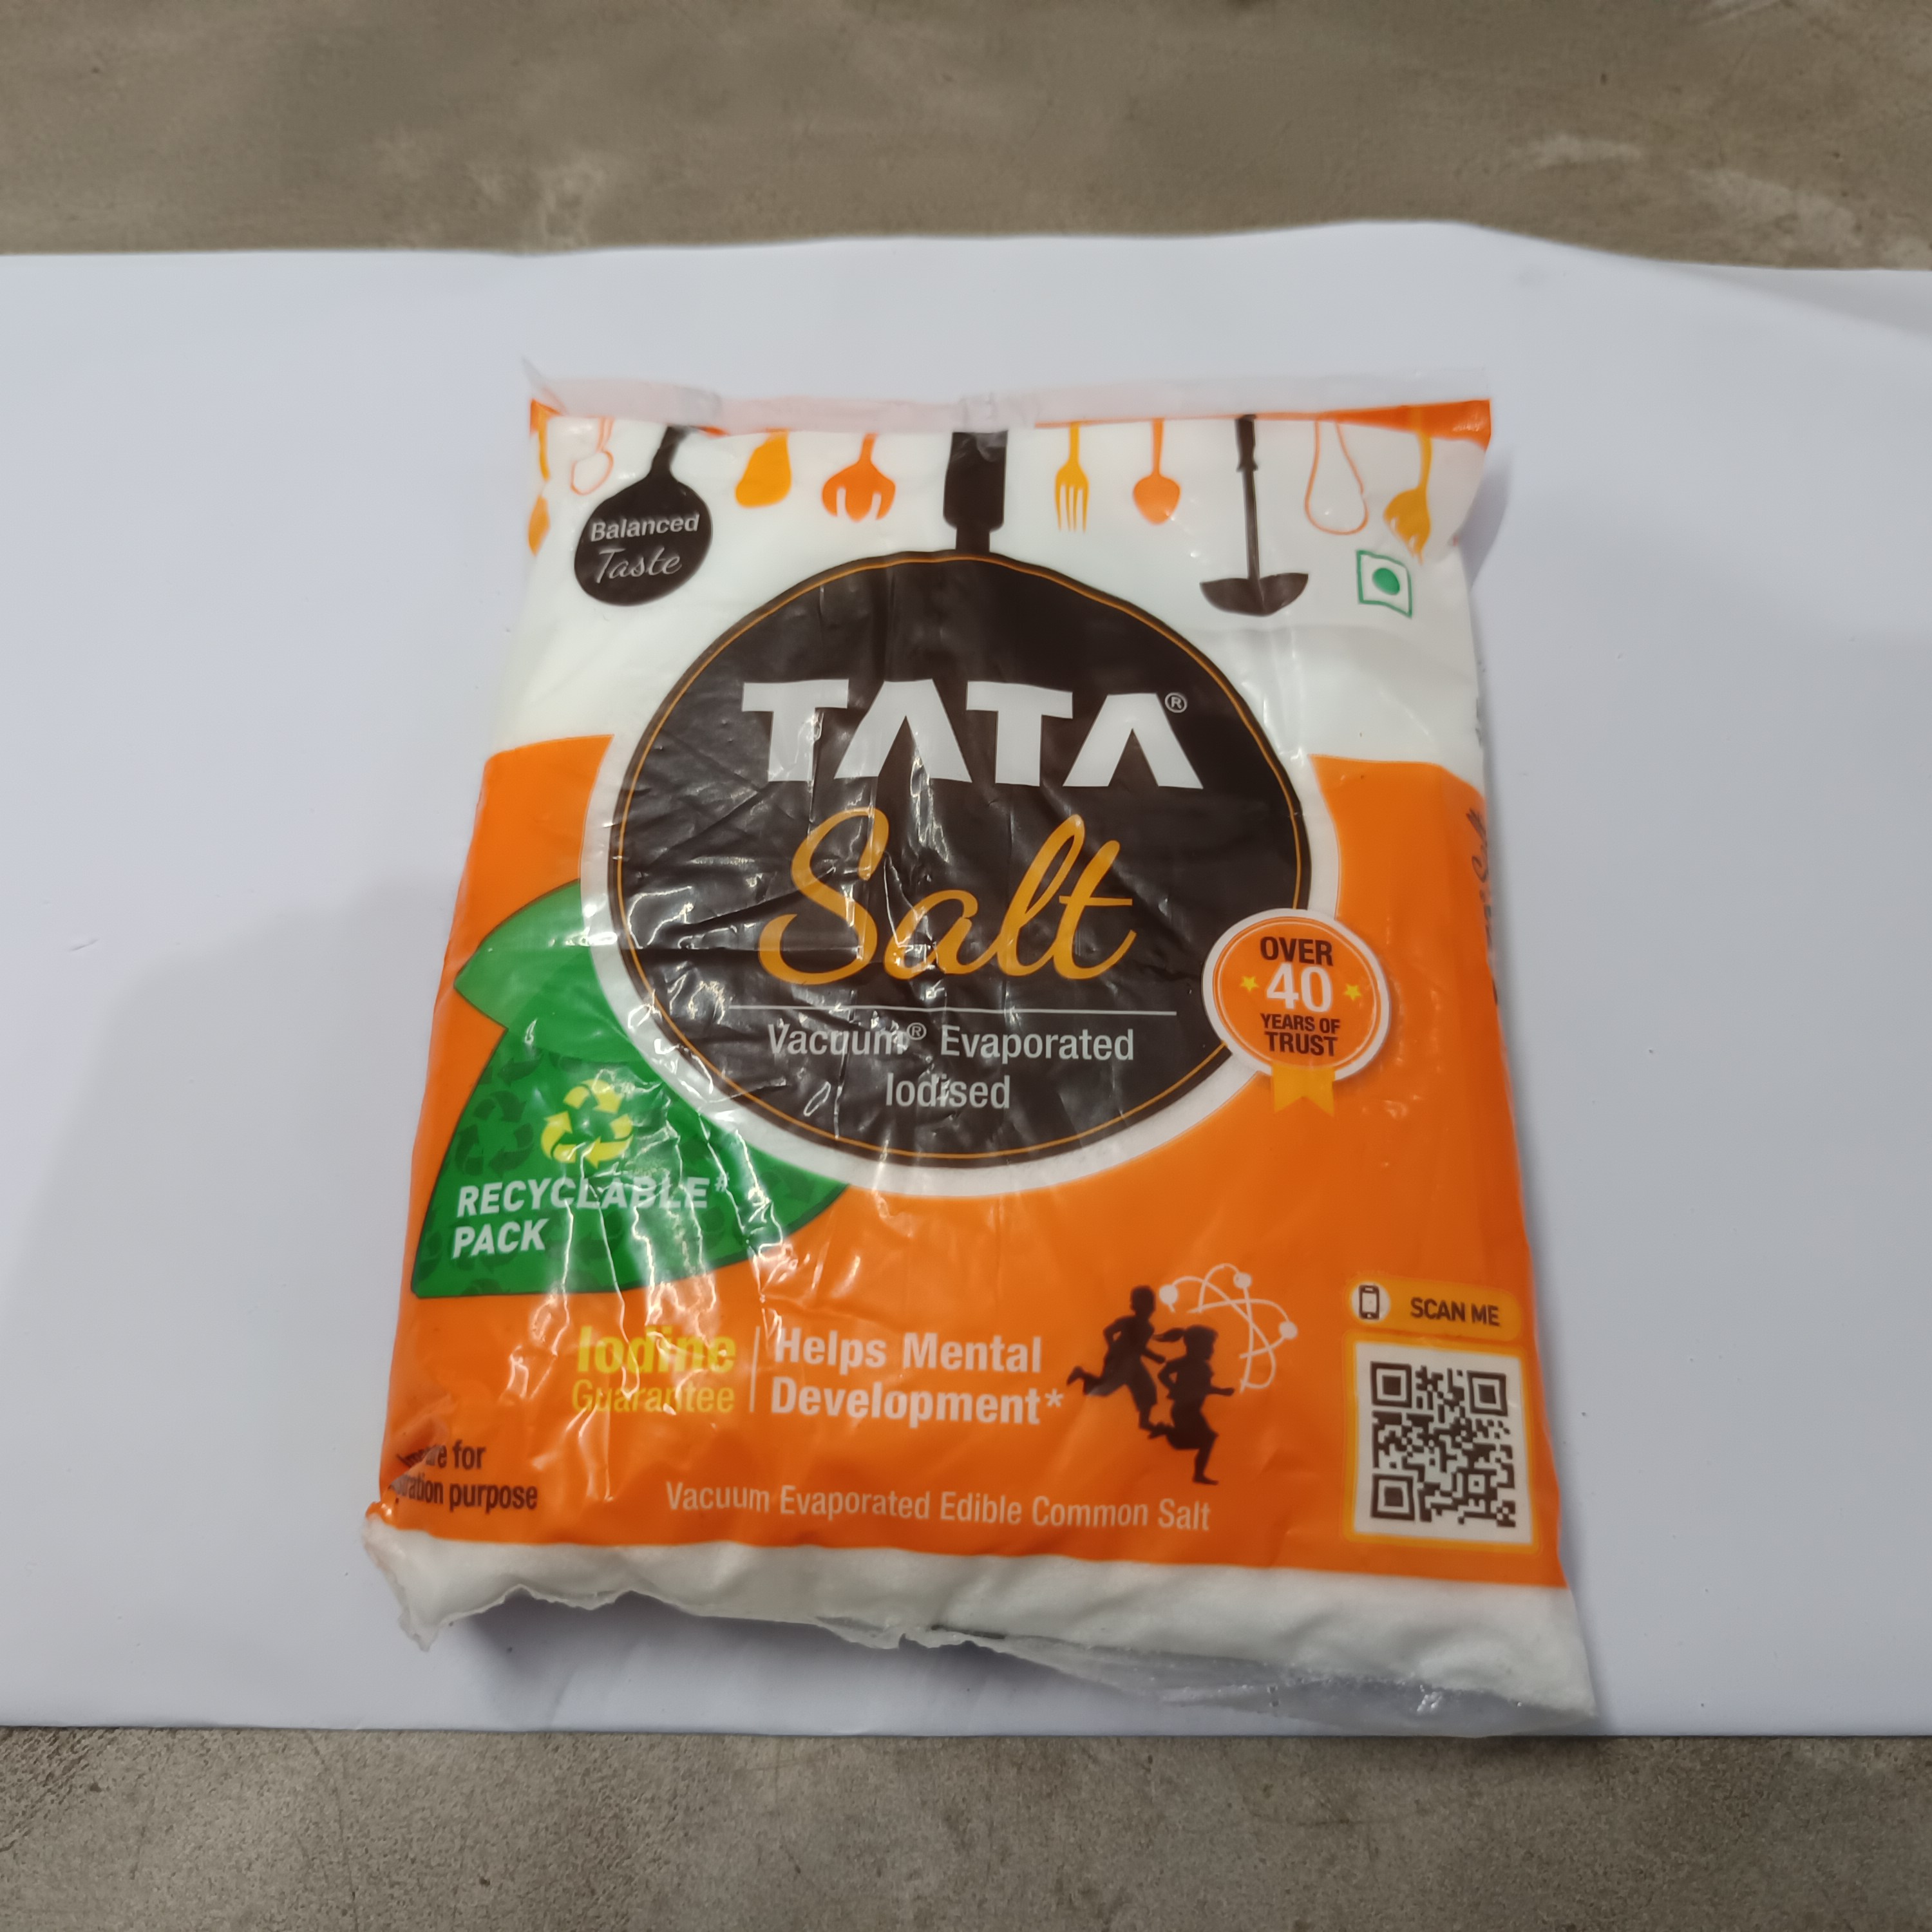 Balanced
Taste
TATA®
Salt
Vacuum® Evaporated
Iodised
OVER
40
YEARS OF
TRUST
RECYCLABLE#
PACK
Iodine
Guarantee
Helps Mental
Development*
SCAN ME
for
purpose
Vacuum Evaporated Edible Common Salt